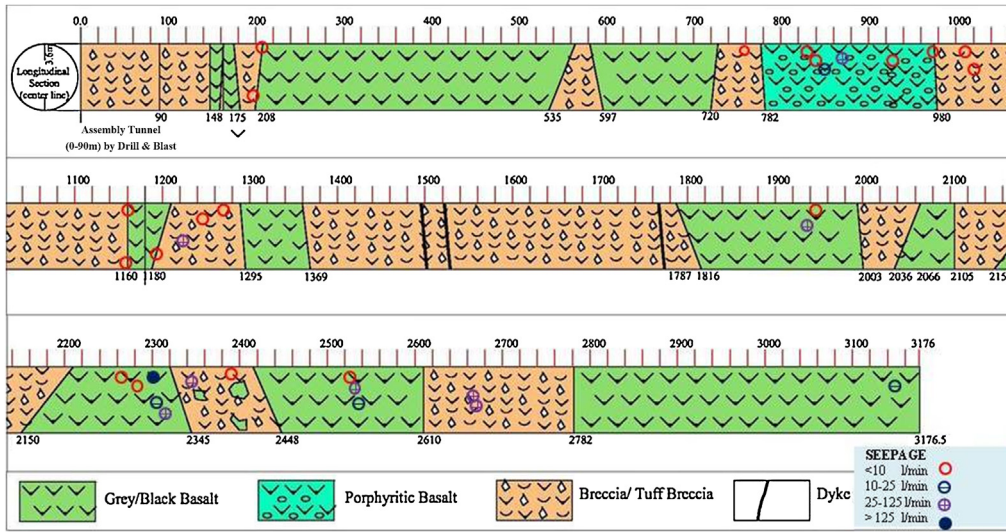 0.0 100 200 300 400 500 600 700 800 900 1000
3.6m
Longitudinal
Section
(center line)
90 148 175 208 535 597 720 782 980
Assembly Tunnel
(0-90m) by Drill & Blast
1100 1200 1300 1400 1500 1600 1700 1800 1900 2000 2100
1160 1180 1295 1369 1787 1816 2003 2036 2066 2105 215
2200 2300 2400 2500 2600 2700 2800 2900 3000 3100 3176
2150 2345 2448 2610 2782 3176.5
Grey/Black Basalt
Porphyritic Basalt
Breccia/ Tuff Breccia
Dyke
SEEPAGE
<10 l/min
10-25 l/min
25-125 l/min
> 125 l/min